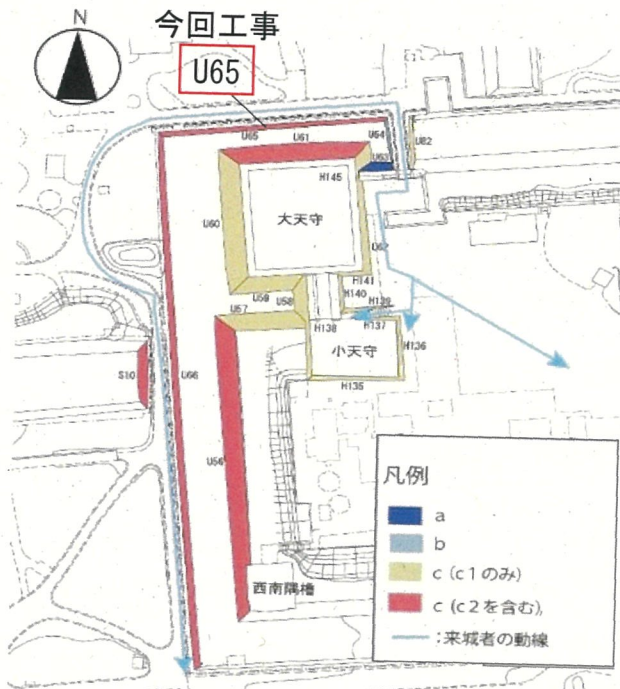 N
今回工事
U65
U65
U61
U64
U63
U82
H145
大天守
U60
U62
H141
U59
U58
H140
H139
U57
H138
H137
小天守
H136
S10
U66
H135
U56
西南隅櫓
凡例
a
b
c (c1のみ)
c (c2を含む)
:来城者の動線